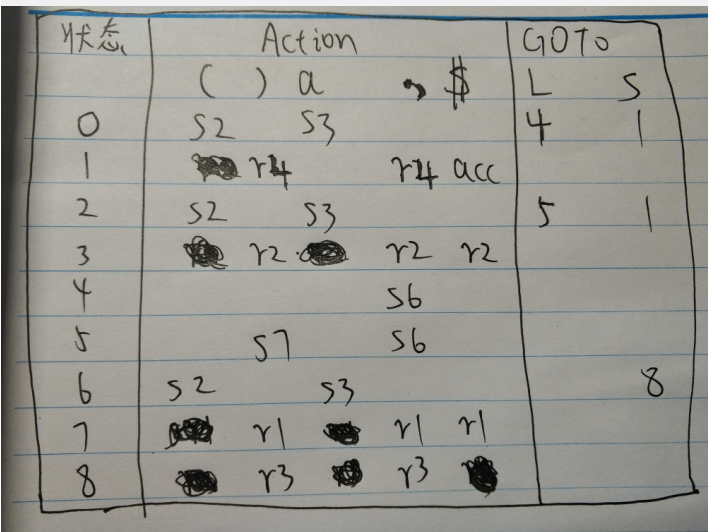 状态 Action GOTO
( ) a , $ L S
0 S2 S3 4 1
1 r4 r4 acc
2 S2 S3 5 1
3 r2 r2 r2
4 S6
5 S7 S6
6 S2 S3 8
7 r1 r1 r1
8 r3 r3